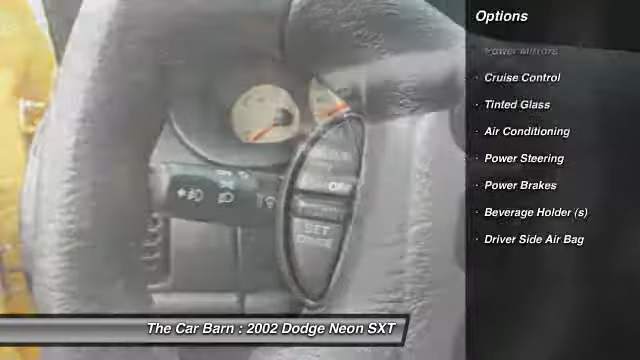 Options
Power Mirrors
Cruise Control
Tinted Glass
Air Conditioning
Power Steering
Power Brakes
Beverage Holder (s)
Driver Side Air Bag
OFF
SET
The Car Barn : 2002 Dodge Neon SXT